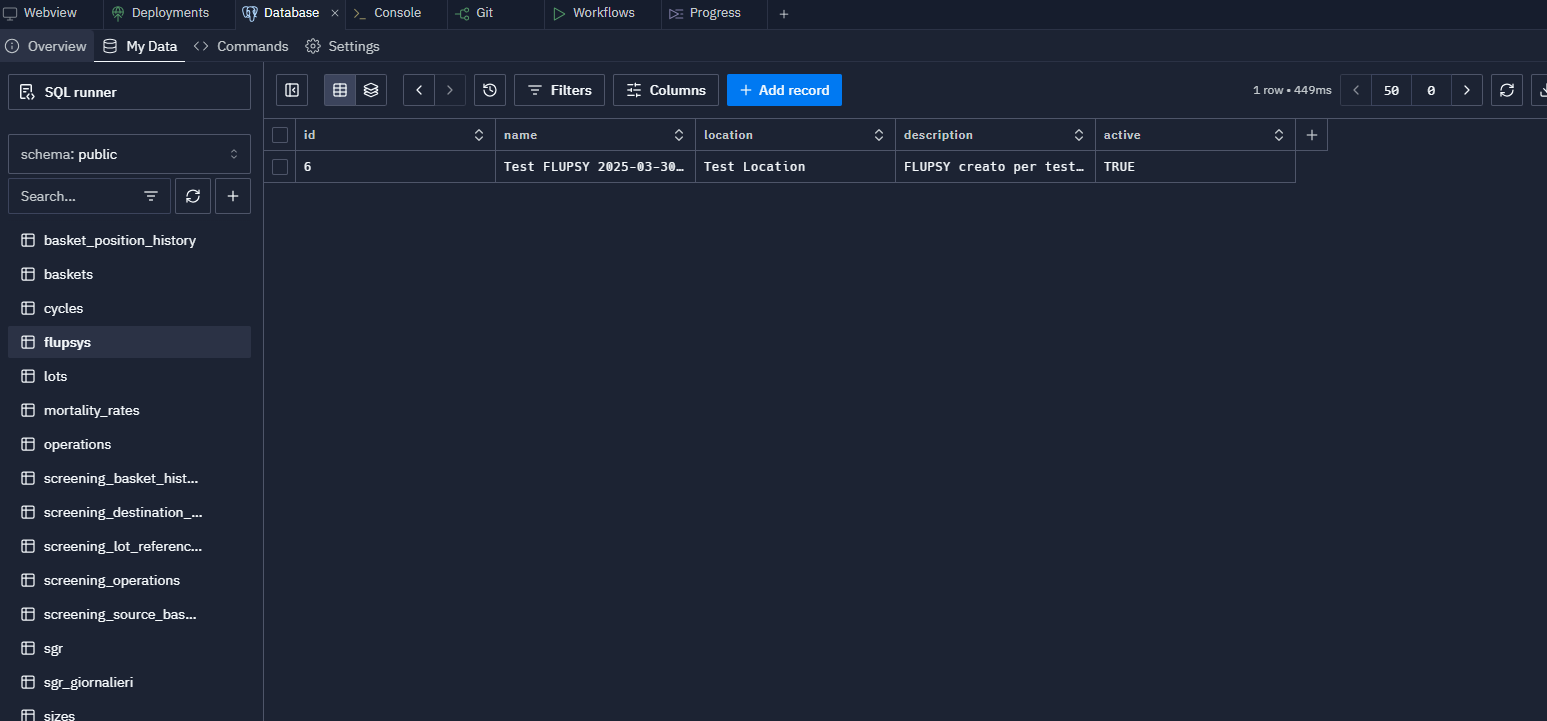 Webview Deployments Database Console Git Workflows Progress
Overview My Data Commands Settings
SQL runner
Filters Columns Add record 1 row • 449ms 50 0
schema: public
Search...
id name location description active
6 Test FLUPSY 2025-03-30… Test Location FLUPSY creato per test… TRUE
basket_position_history
baskets
cycles
flupsys
lots
mortality_rates
operations
screening_basket_hist...
screening_destination_...
screening_lot_referenc...
screening_operations
screening_source_bas...
sgr
sgr_giornalieri
sizes